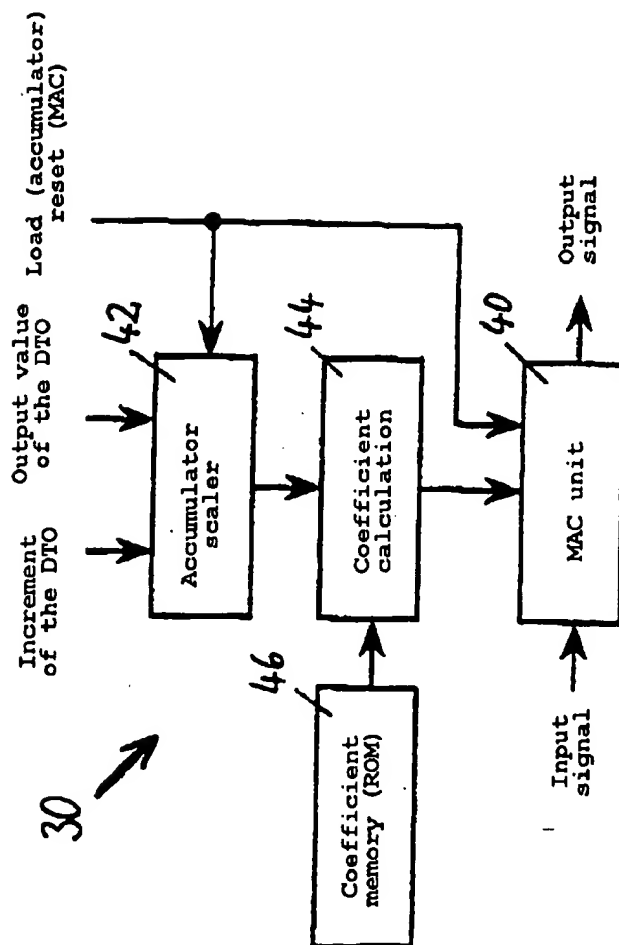 Increment
of the DTO
Output value
of the DTO
Load (accumulator)
reset (MAC)
30
42
Accumulator
scaler
46
Coefficient
memory (ROM)
44
Coefficient
calculation
40
MAC unit
Input
signal
Output
signal